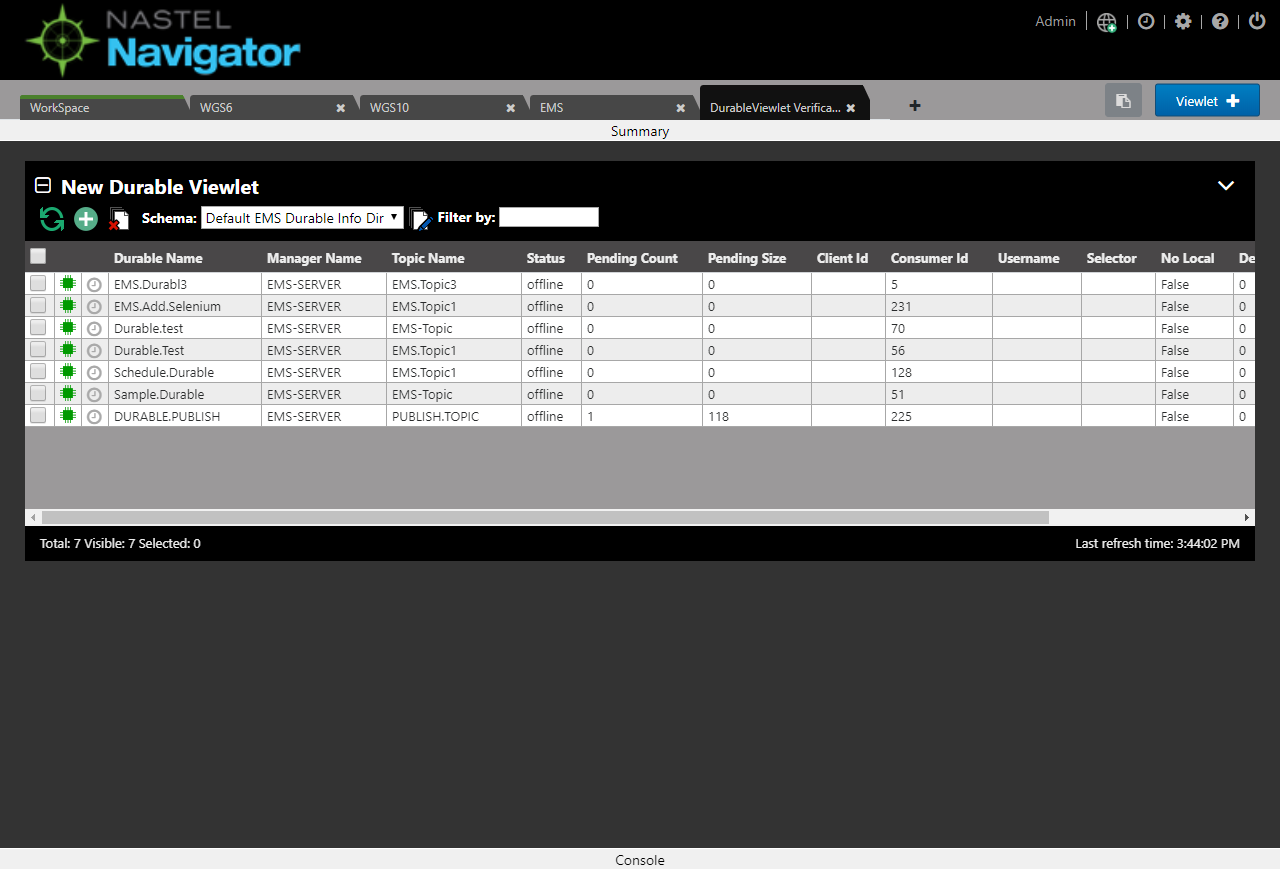 NASTEL
Navigator
Admin
WorkSpace WGS6 WGS10 EMS DurableViewlet Verifica... Viewlet
Summary
New Durable Viewlet
Schema: Default EMS Durable Info Dir Filter by:
Durable Name Manager Name Topic Name Status Pending Count Pending Size Client Id Consumer Id Username Selector No Local De
EMS.Durabl3 EMS-SERVER EMS.Topic3 offline 0 0 5 False 0
EMS.Add.Selenium EMS-SERVER EMS.Topic1 offline 0 0 231 False 0
Durable.test EMS-SERVER EMS-Topic offline 0 0 70 False 0
Durable.Test EMS-SERVER EMS.Topic1 offline 0 0 56 False 0
Schedule.Durable EMS-SERVER EMS.Topic1 offline 0 0 128 False 0
Sample.Durable EMS-SERVER EMS-Topic offline 0 0 51 False 0
DURABLE.PUBLISH EMS-SERVER PUBLISH.TOPIC offline 1 118 225 False 0
Total: 7 Visible: 7 Selected: 0 Last refresh time: 3:44:02 PM
Console